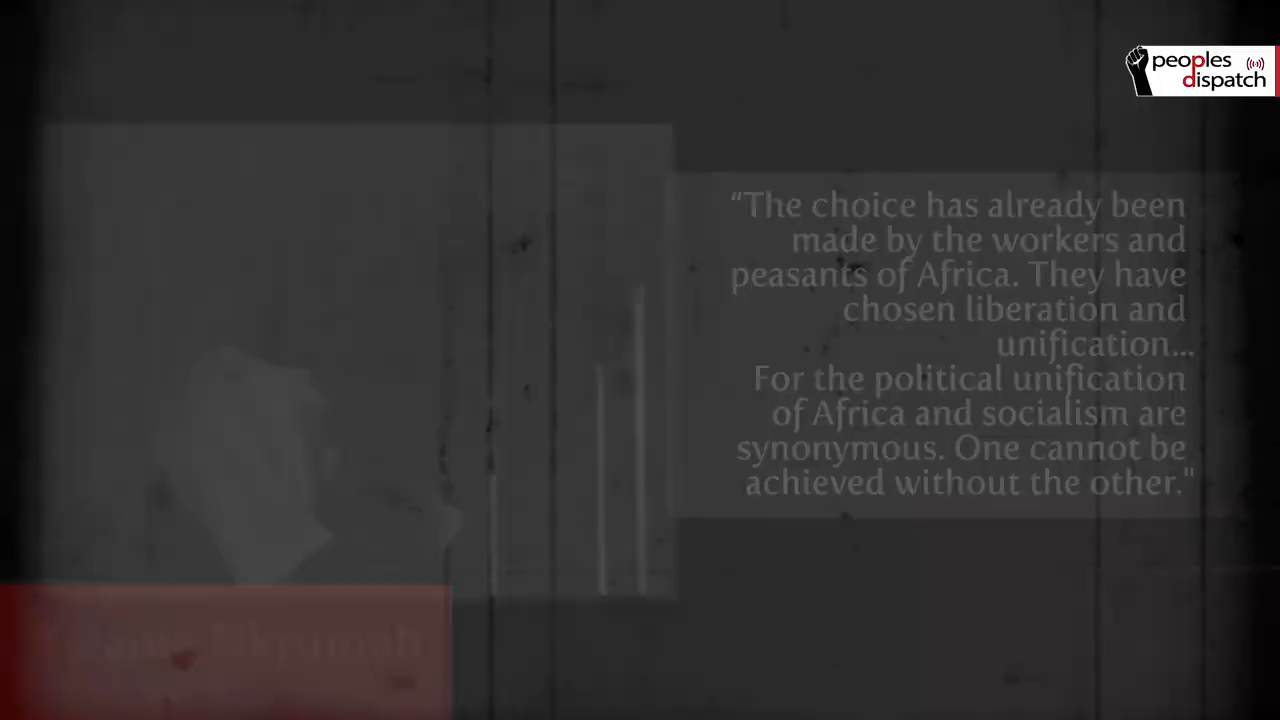 peoples
dispatch
“The choice has already been
made by the workers and
peasants of Africa. They have
chosen liberation and
unification...
For the political unification
of Africa and socialism are
synonymous. One cannot be
achieved without the other."
Nkrumah